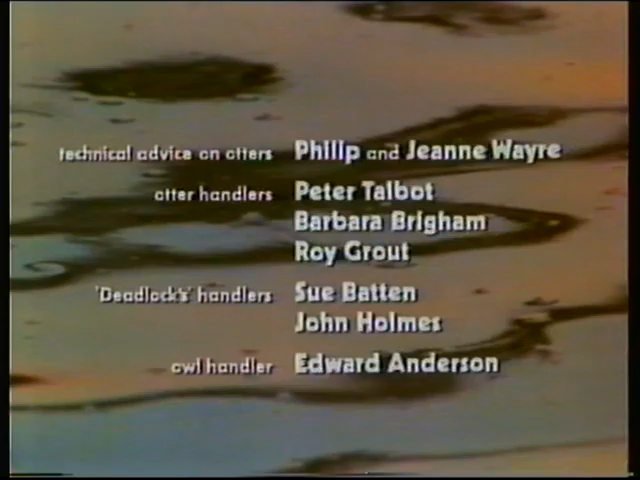 technical advice on otters Philip and Jeanne Wayre
otter handlers Peter Talbot
Barbara Brigham
Roy Grout
'Deadlock's' handlers Sue Batten
John Holmes
owl handler Edward Anderson